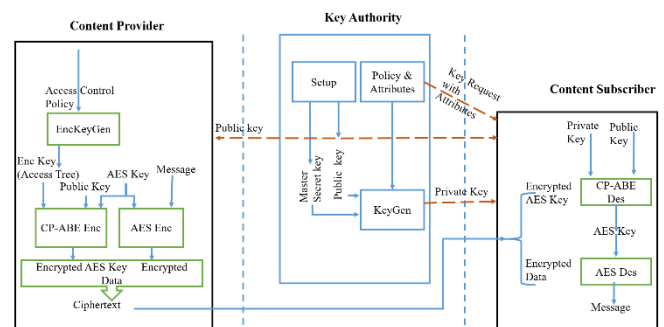 Content Provider
Access Control
Policy
EncKeyGen
Enc Key
(Access Tree)
Public Key
AES Key
Message
CP-ABE Enc
AES Enc
Encrypted AES Key
Encrypted
Data
Ciphertext
Key Authority
Setup
Policy &
Attributes
Public key
Master
Secret key
Public key
KeyGen
Key Request
with
Attributes
Private Key
Content Subscriber
Private
Key
Public
Key
Encrypted
AES Key
CP-ABE
Des
AES Key
Encrypted
Data
AES Des
Message